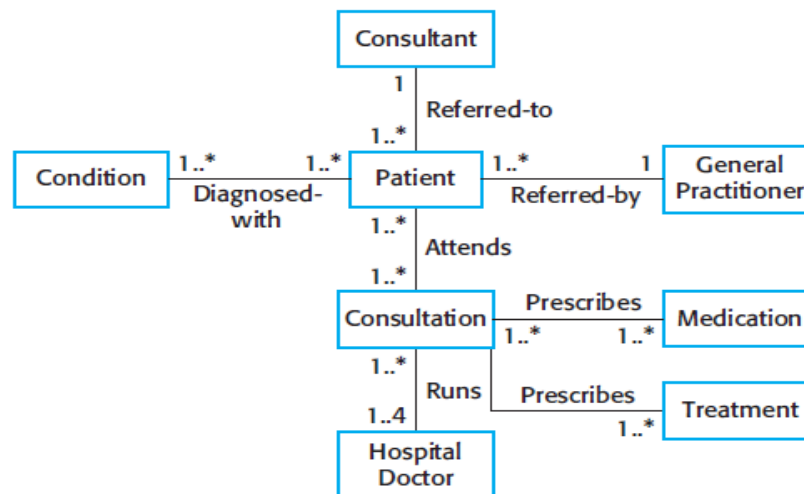 Consultant
1
Referred-to
1..*
Condition
1..*
1..*
Diagnosed-
with
Patient
1..*
1
Referred-by
General
Practitioner
1..*
Attends
1..*
Consultation
Prescribes
1..*
1..*
Medication
1..*
Runs
1..4
Prescribes
1..*
Treatment
Hospital
Doctor